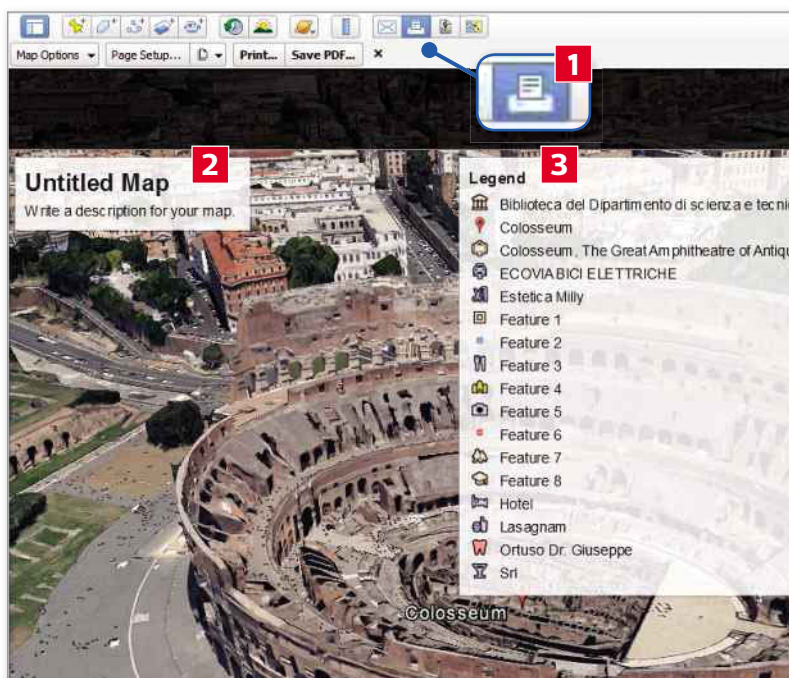 Map Options
Page Setup...
Print...
Save PDF...
1
2
3
Untitled Map
Write a description for your map.
Legend
Biblioteca del Dipartimento di scienza e tecni
Colosseum
Colosseum, The Great Amphitheatre of Antiqu
ECOVIA BICI ELETTRICHE
Estetica Milly
Feature 1
Feature 2
Feature 3
Feature 4
Feature 5
Feature 6
Feature 7
Feature 8
Hotel
Lasagnam
Ortuso Dr. Giuseppe
Srl
Colosseum